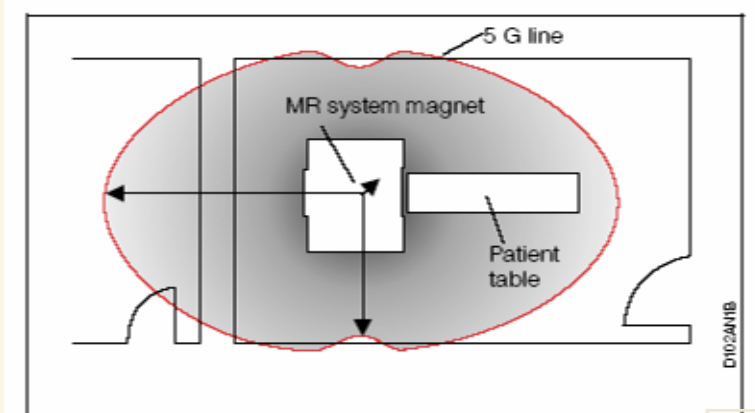 5 G line
MR system magnet
Patient
table
D102AN1B